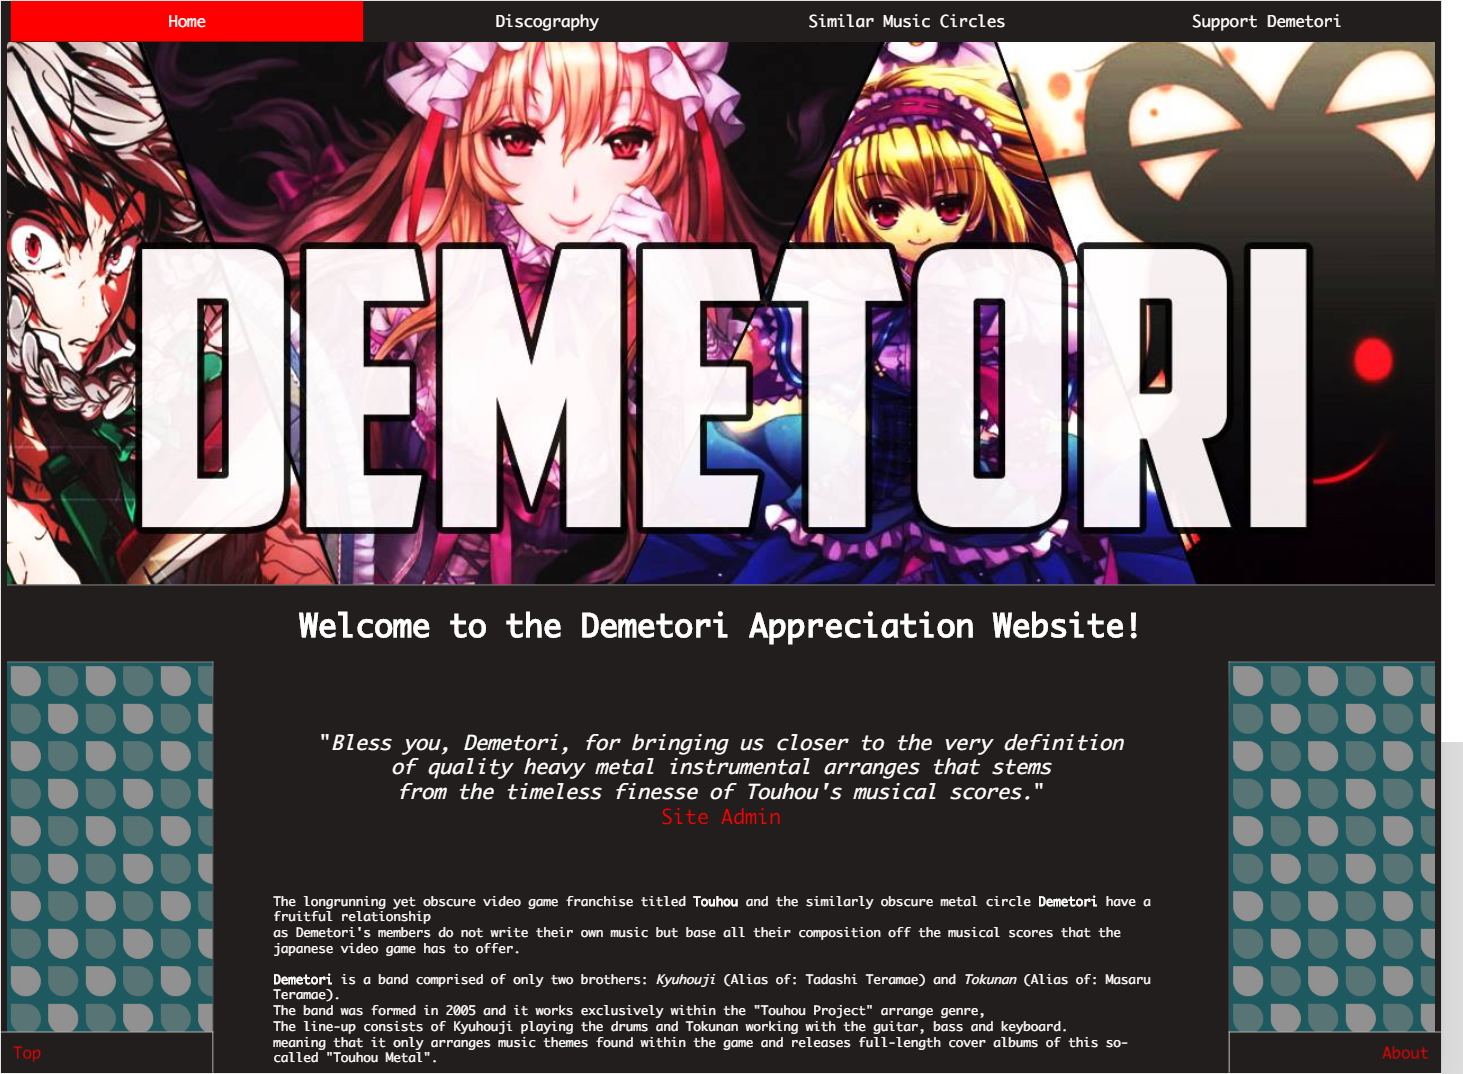 Home
Discography
Similar Music Circles
Support Demetori
DEMETORI
Welcome to the Demetori Appreciation Website!
"Bless you, Demetori, for bringing us closer to the very definition
of quality heavy metal instrumental arranges that stems
from the timeless finesse of Touhou's musical scores."
Site Admin
The longrunning yet obscure video game franchise titled Touhou and the similarly obscure metal circle Demetori have a
fruitful relationship
as Demetori's members do not write their own music but base all their composition off the musical scores that the
japanese video game has to offer.
Demetori is a band comprised of only two brothers: Kyuhouji (Alias of: Tadashi Teramae) and Tokunan (Alias of: Masaru
Teramae).
The band was formed in 2005 and it works exclusively within the "Touhou Project" arrange genre,
The line-up consists of Kyuhouji playing the drums and Tokunan working with the guitar, bass and keyboard.
meaning that it only arranges music themes found within the game and releases full-length cover albums of this so-
called "Touhou Metal".
Top
About